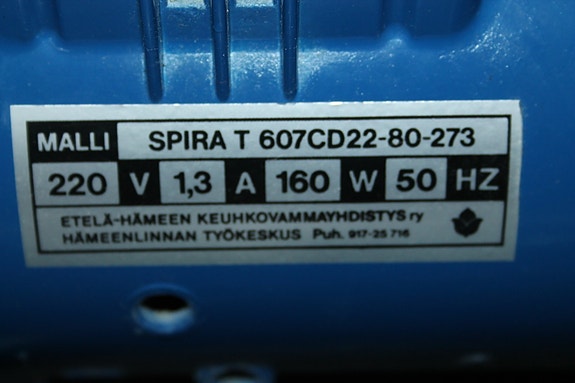 MALLI SPIRA T 607CD22-80-273
220 V 1,3 A 160 W 50 HZ
ETELÄ-HÄMEEN KEUHKOVAMMAYHDISTYS ry
HÄMEENLINNAN TYÖKESKUS Puh. 917-25 716